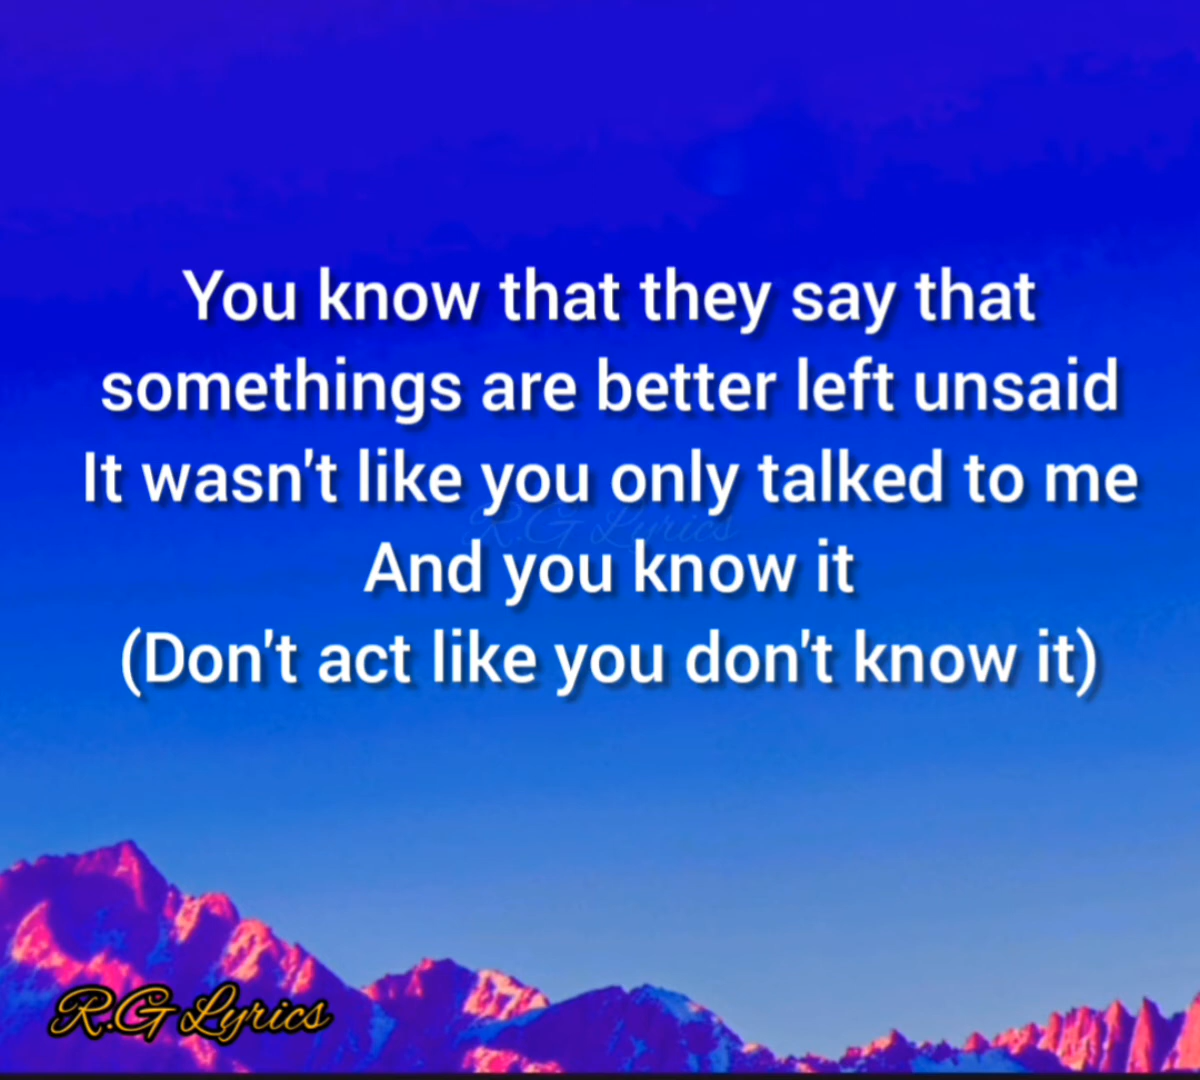 You know that they say that
somethings are better left unsaid
It wasn't like you only talked to me
R.G Lyrics
And you know it
(Don't act like you don't know it)
R.G Lyrics